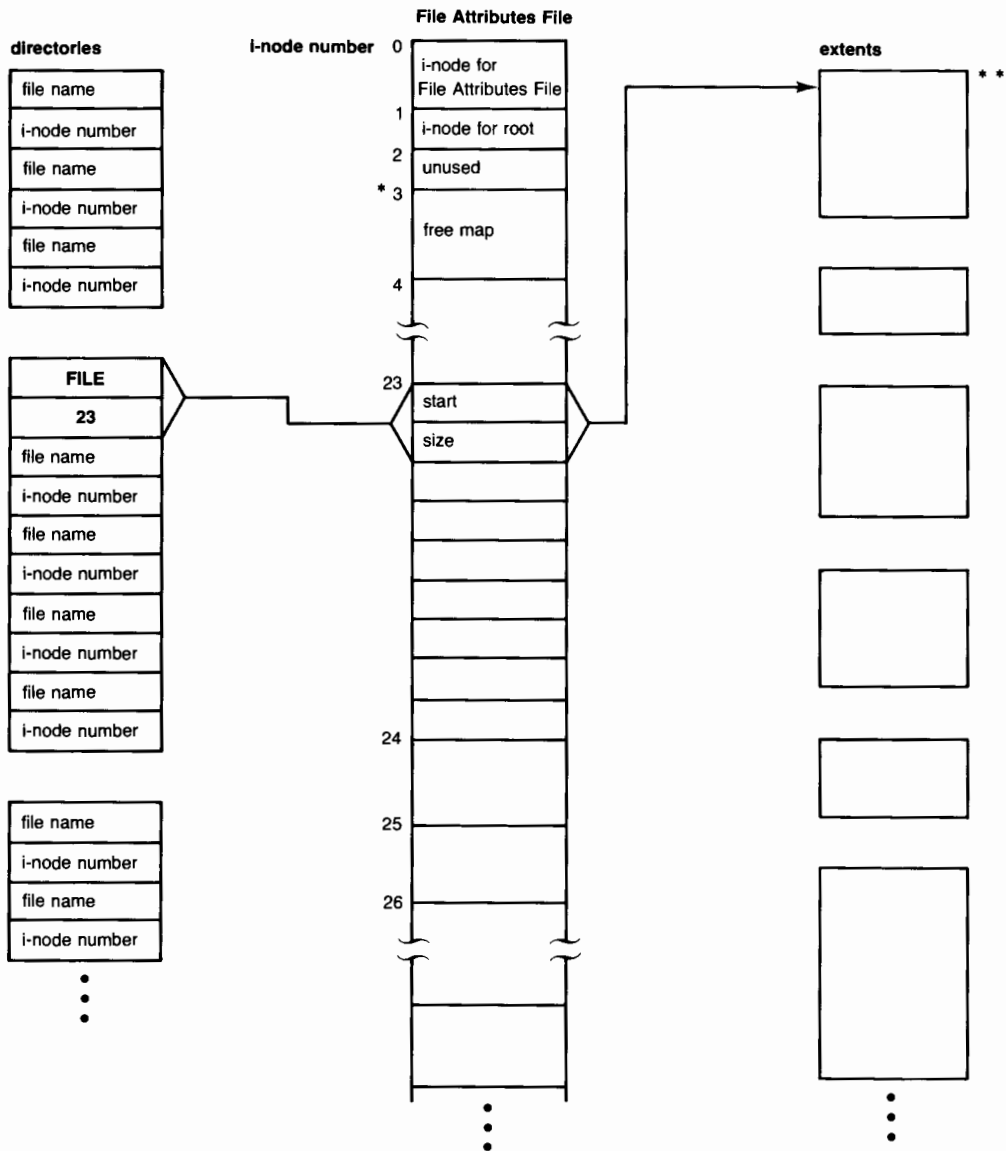 File Attributes File
directories
i-node number
extents
file name
i-node number
file name
i-node number
file name
i-node number
FILE
23
file name
i-node number
file name
i-node number
file name
i-node number
file name
i-node number
file name
i-node number
file name
i-node number
0
i-node for
File Attributes File
1
i-node for root
2
unused
* 3
free map
4
23
start
size
24
25
26
* *